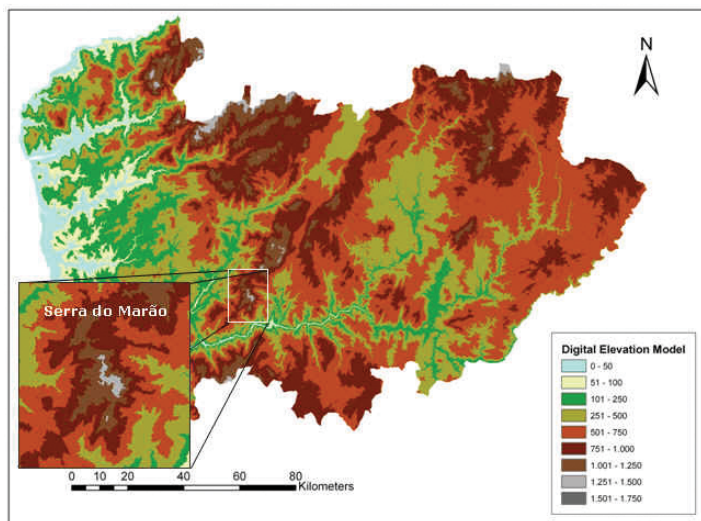 N
Serra do Marão
Digital Elevation Model
0 - 50
51 - 100
101 - 250
251 - 500
501 - 750
751 - 1.000
1.001 - 1.250
1.251 - 1.500
1.501 - 1.750
0 10 20 40 60 80
Kilometers